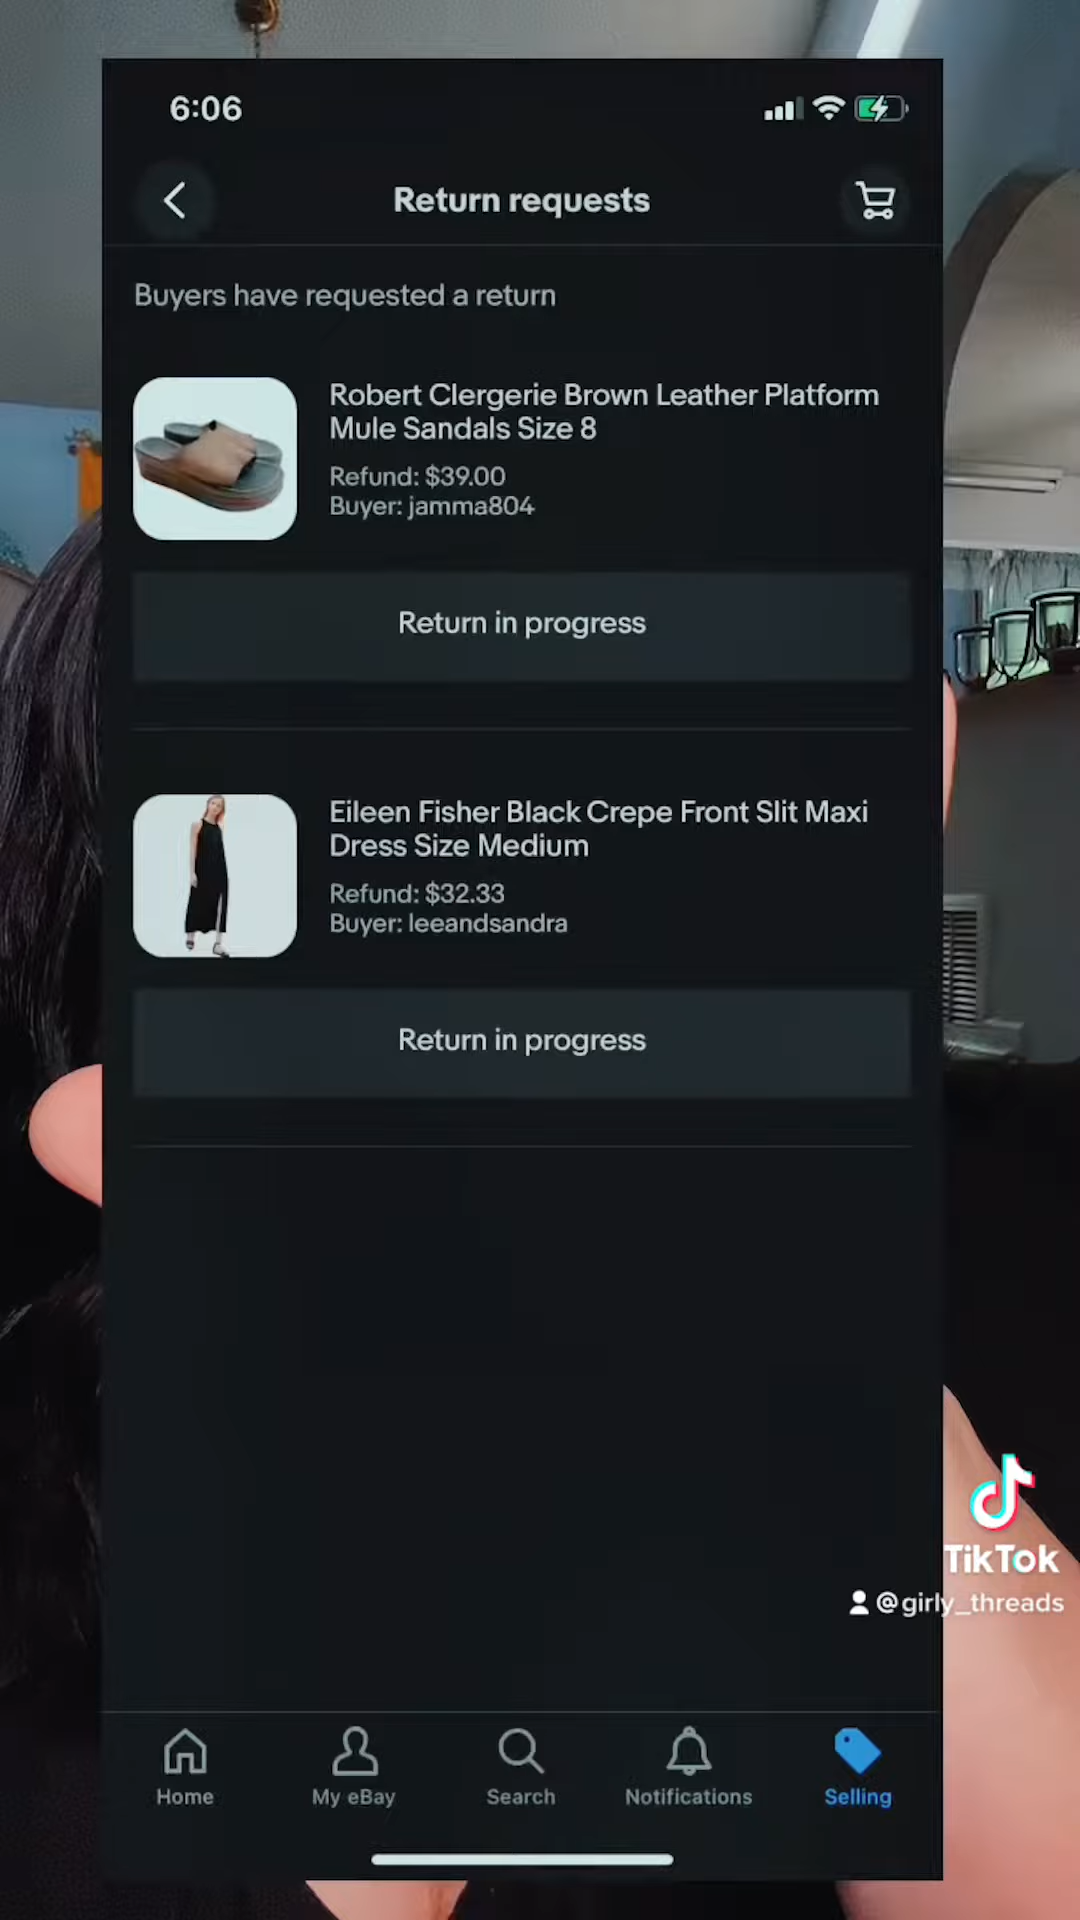 6:06
Return requests
Buyers have requested a return
Robert Clergerie Brown Leather Platform
Mule Sandals Size 8
Refund: $39.00
Buyer: jamma804
Return in progress
Eileen Fisher Black Crepe Front Slit Maxi
Dress Size Medium
Refund: $32.33
Buyer: leeandsandra
Return in progress
TikTok
@girly_threads
Home
My eBay
Search
Notifications
Selling